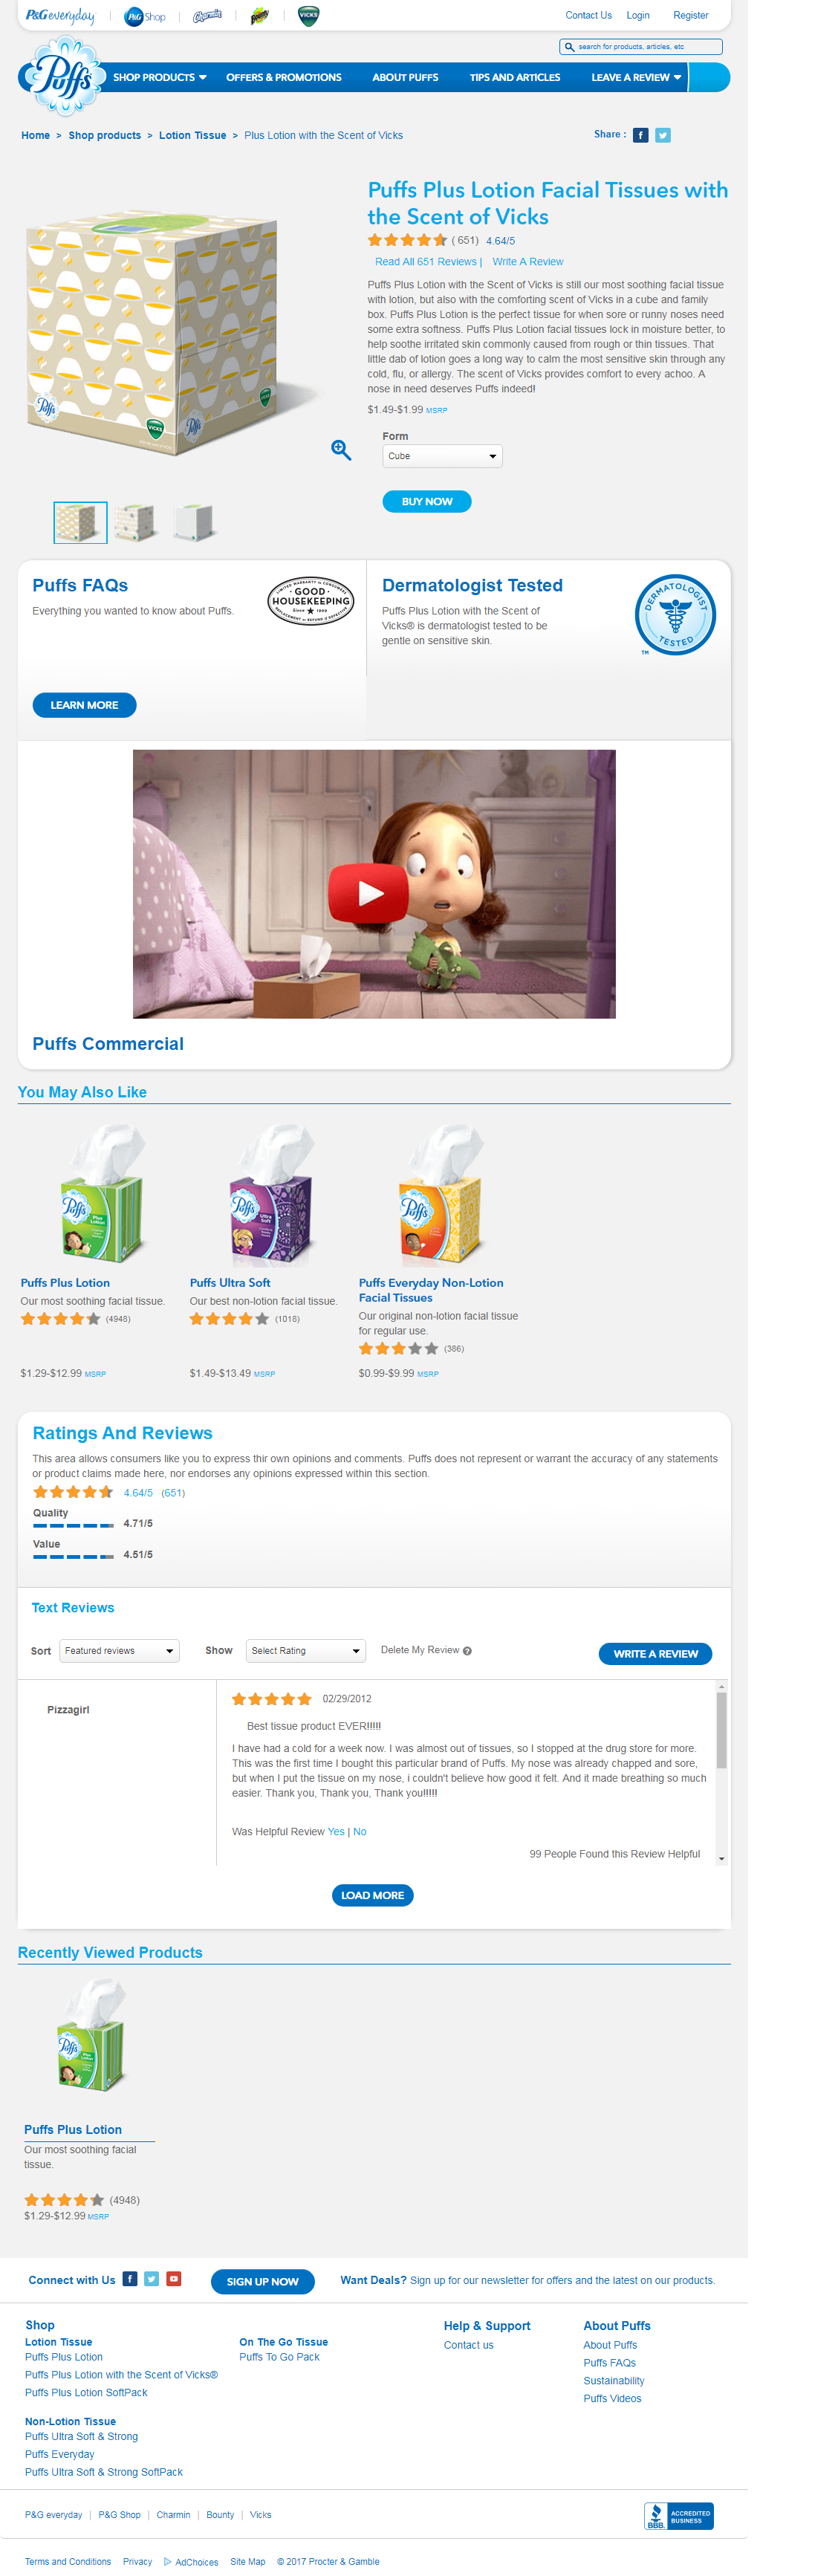 P&G everyday
P&G Shop
Charmin
Bounty
VICKS
Contact Us
Login
Register
search for products, articles, etc
Puffs
SHOP PRODUCTS
OFFERS & PROMOTIONS
ABOUT PUFFS
TIPS AND ARTICLES
LEAVE A REVIEW
Home > Shop products > Lotion Tissue > Plus Lotion with the Scent of Vicks
Share :
Puffs Plus Lotion Facial Tissues with
the Scent of Vicks
( 651) 4.64/5
Read All 651 Reviews | Write A Review
Puffs Plus Lotion with the Scent of Vicks is still our most soothing facial tissue
with lotion, but also with the comforting scent of Vicks in a cube and family
box. Puffs Plus Lotion is the perfect tissue for when sore or runny noses need
some extra softness. Puffs Plus Lotion facial tissues lock in moisture better, to
help soothe irritated skin commonly caused from rough or thin tissues. That
little dab of lotion goes a long way to calm the most sensitive skin through any
cold, flu, or allergy. The scent of Vicks provides comfort to every achoo. A
nose in need deserves Puffs indeed!
$1.49-$1.99 MSRP
Form
Cube
BUY NOW
Puffs
VICKS
Puffs
VICKS
Puffs FAQs
Everything you wanted to know about Puffs.
LIMITED WARRANTY TO CONSUMERS
GOOD
HOUSEKEEPING
Since 1909
REPLACEMENT OR REFUND IF DEFECTIVE
LEARN MORE
Dermatologist Tested
Puffs Plus Lotion with the Scent of
Vicks® is dermatologist tested to be
gentle on sensitive skin.
DERMATOLOGIST
TESTED
TM
Puffs Commercial
You May Also Like
Puffs
Plus Lotion
Puffs
Ultra Soft
Puffs
Puffs Plus Lotion
Our most soothing facial tissue.
(4948)
$1.29-$12.99 MSRP
Puffs Ultra Soft
Our best non-lotion facial tissue.
(1018)
$1.49-$13.49 MSRP
Puffs Everyday Non-Lotion
Facial Tissues
Our original non-lotion facial tissue
for regular use.
(386)
$0.99-$9.99 MSRP
Ratings And Reviews
This area allows consumers like you to express thir own opinions and comments. Puffs does not represent or warrant the accuracy of any statements
or product claims made here, nor endorses any opinions expressed within this section.
4.64/5 (651)
Quality
4.71/5
Value
4.51/5
Text Reviews
Sort
Featured reviews
Show
Select Rating
Delete My Review ?
WRITE A REVIEW
Pizzagirl
02/29/2012
Best tissue product EVER!!!!!
I have had a cold for a week now. I was almost out of tissues, so I stopped at the drug store for more.
This was the first time I bought this particular brand of Puffs. My nose was already chapped and sore,
but when I put the tissue on my nose, i couldn't believe how good it felt. And it made breathing so much
easier. Thank you, Thank you, Thank you!!!!!
Was Helpful Review Yes | No
99 People Found this Review Helpful
LOAD MORE
Recently Viewed Products
Puffs
Plus Lotion
Puffs Plus Lotion
Our most soothing facial
tissue.
(4948)
$1.29-$12.99 MSRP
Connect with Us
SIGN UP NOW
Want Deals? Sign up for our newsletter for offers and the latest on our products.
Shop
Lotion Tissue
Puffs Plus Lotion
Puffs Plus Lotion with the Scent of Vicks®
Puffs Plus Lotion SoftPack
Non-Lotion Tissue
Puffs Ultra Soft & Strong
Puffs Everyday
Puffs Ultra Soft & Strong SoftPack
On The Go Tissue
Puffs To Go Pack
Help & Support
Contact us
About Puffs
About Puffs
Puffs FAQs
Sustainability
Puffs Videos
P&G everyday | P&G Shop | Charmin | Bounty | Vicks
BBB.
ACCREDITED
BUSINESS
Terms and Conditions Privacy AdChoices Site Map © 2017 Procter & Gamble